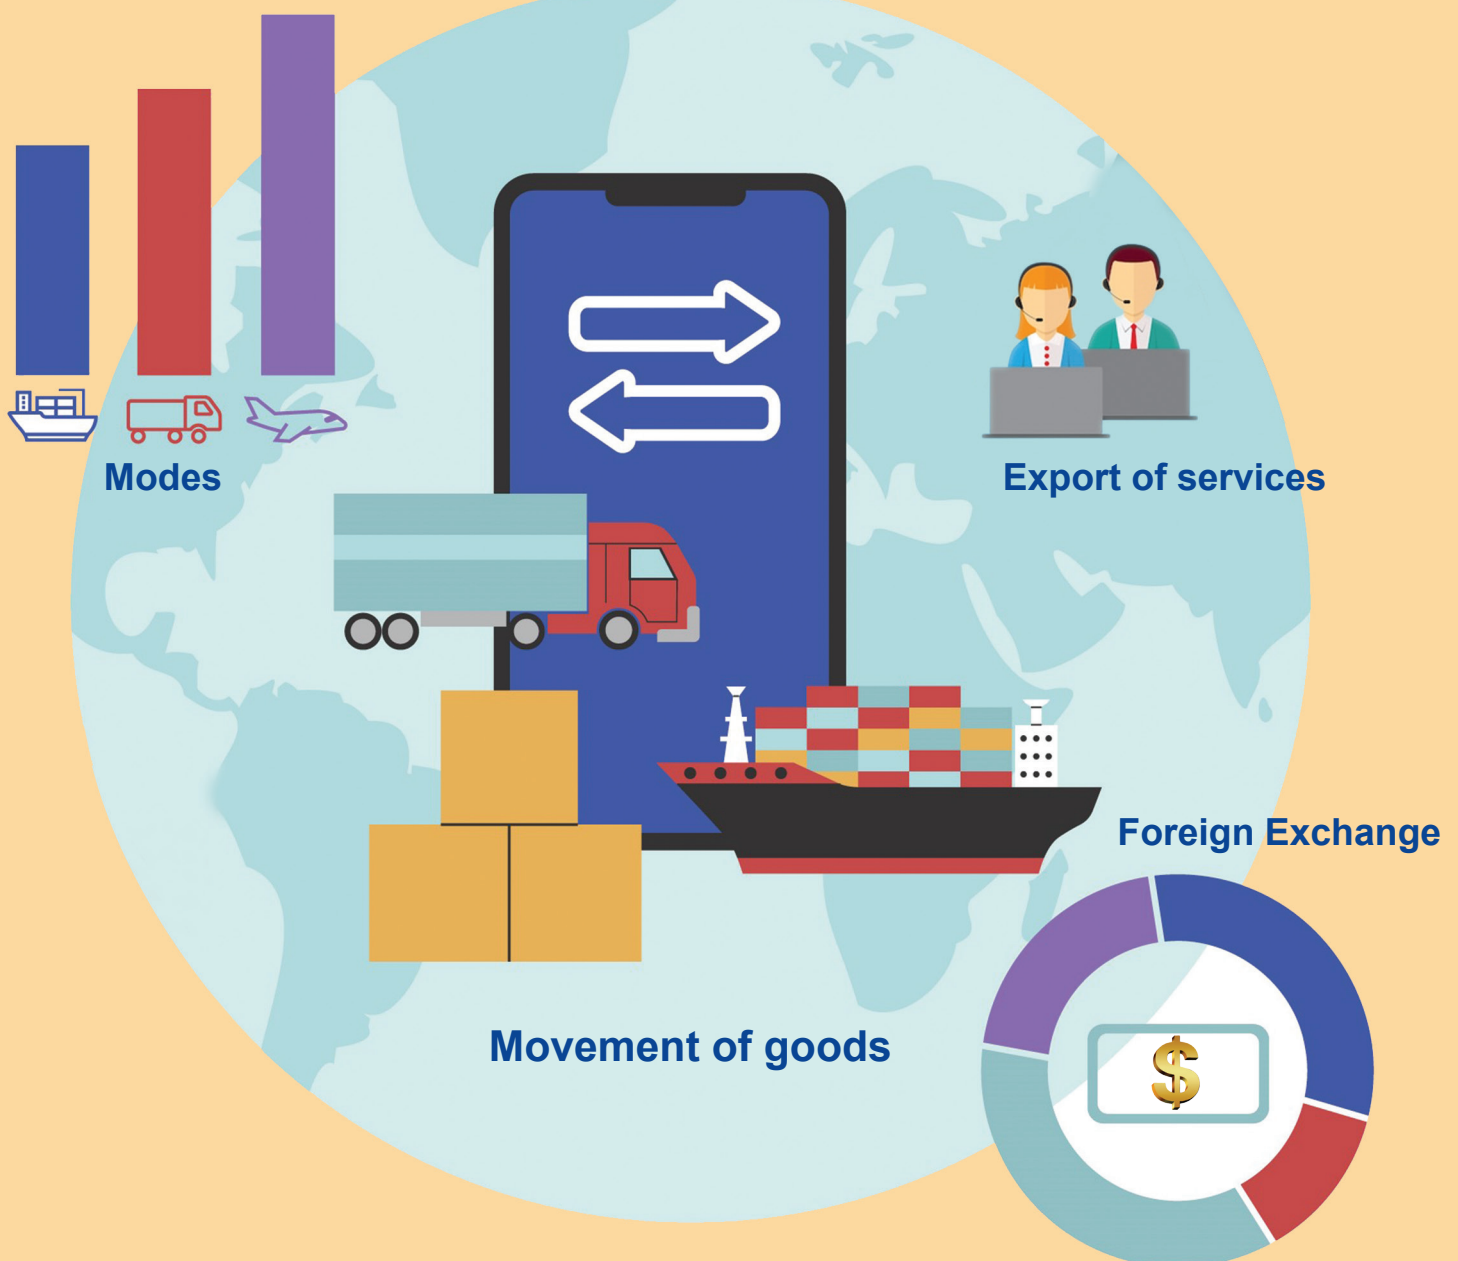 Modes
Export of services
Foreign Exchange
$
Movement of goods